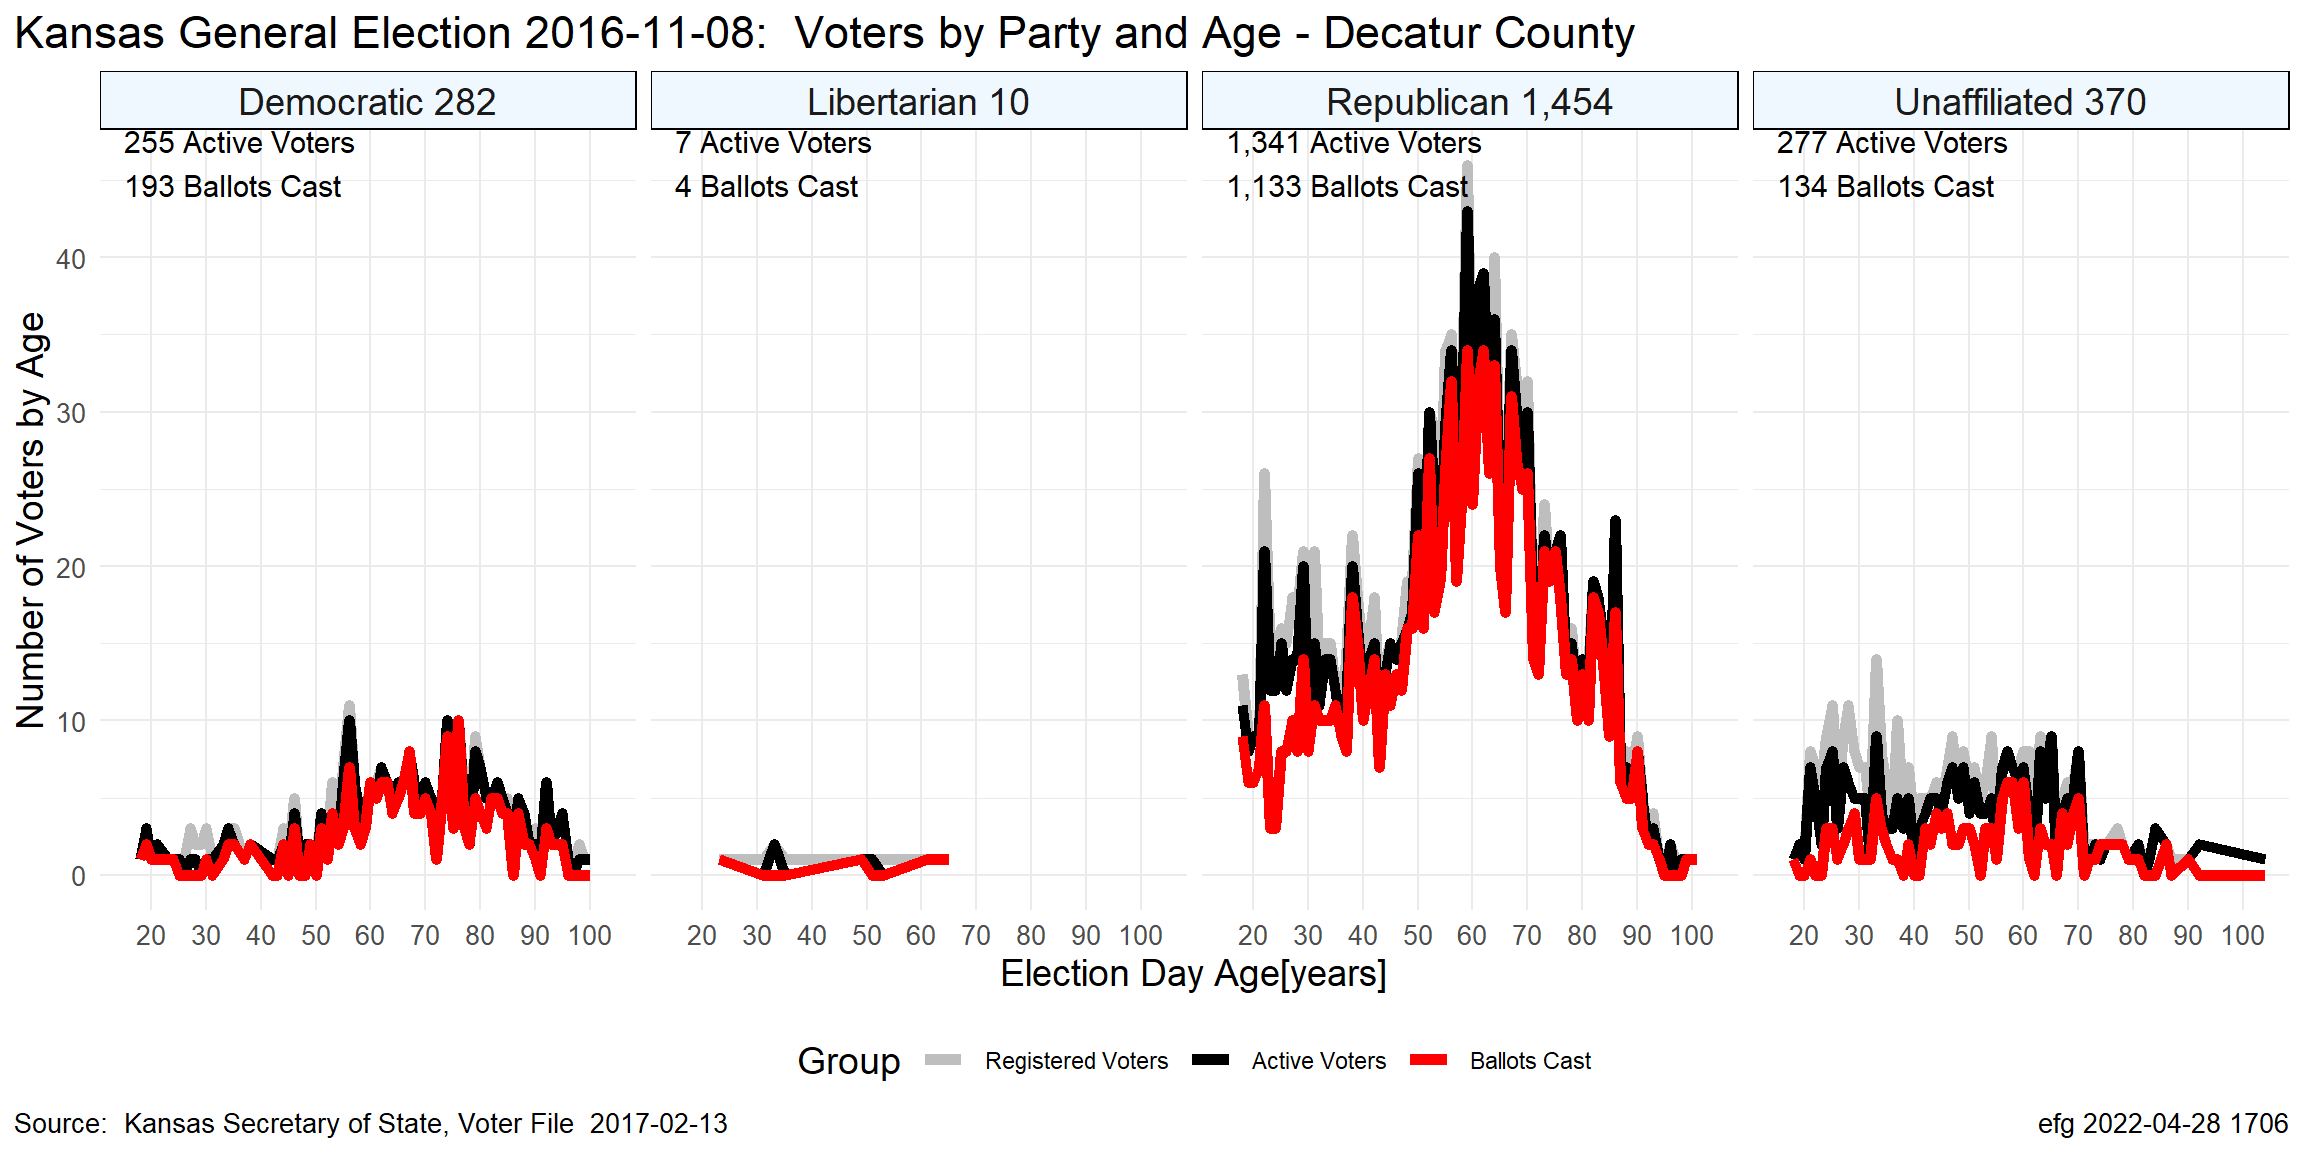 Kansas General Election 2016-11-08:  Voters by Party and Age - Decatur County
Democratic 282
Libertarian 10
Republican 1,454
Unaffiliated 370
255 Active Voters
193 Ballots Cast
7 Active Voters
4 Ballots Cast
1,341 Active Voters
1,133 Ballots Cast
277 Active Voters
134 Ballots Cast
Number of Voters by Age
40
30
20
10
0
20 30 40 50 60 70 80 90 100
20 30 40 50 60 70 80 90 100
20 30 40 50 60 70 80 90 100
20 30 40 50 60 70 80 90 100
Election Day Age[years]
Group Registered Voters Active Voters Ballots Cast
Source:  Kansas Secretary of State, Voter File  2017-02-13
efg 2022-04-28 1706